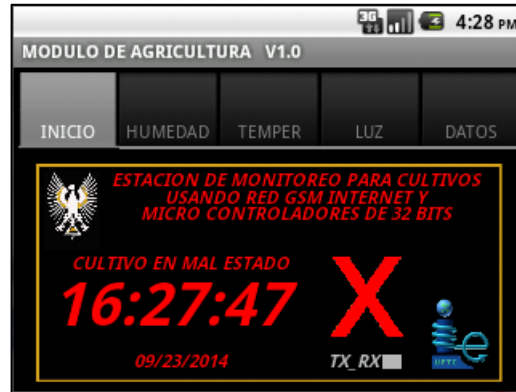 3G 4:28 PM
MODULO DE AGRICULTURA V1.0
INICIO HUMEDAD TEMPER LUZ DATOS
ESTACION DE MONITOREO PARA CULTIVOS
USANDO RED GSM INTERNET Y
MICRO CONTROLADORES DE 32 BITS
CULTIVO EN MAL ESTADO
16:27:47
X
09/23/2014
TX_RX
UPTC